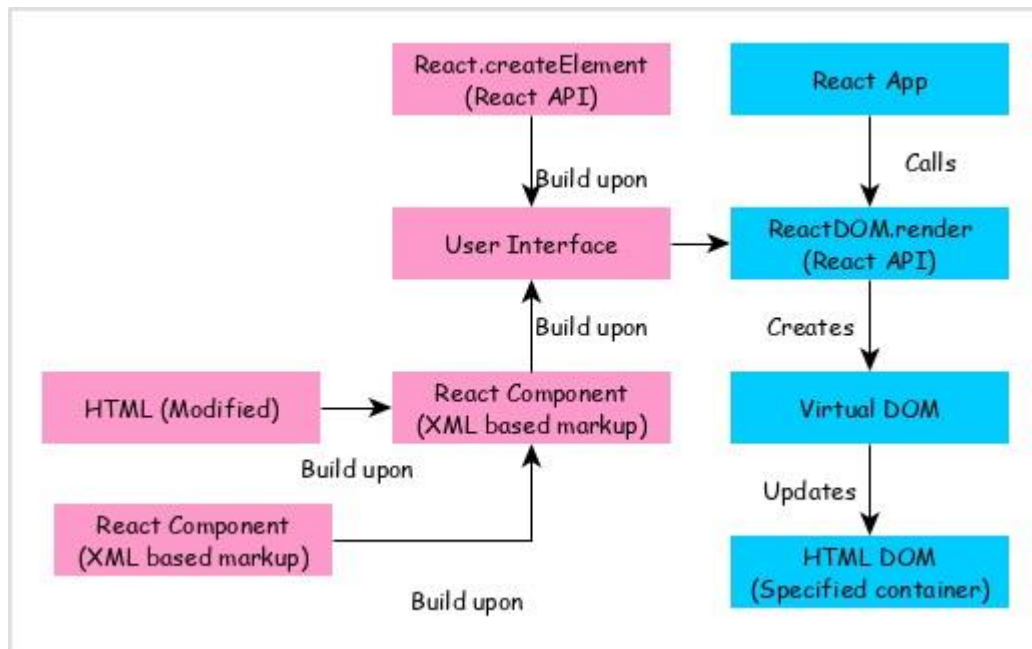 React.createElement
(React API)
React App
Build upon
Calls
User Interface
ReactDOM.render
(React API)
Build upon
Creates
HTML (Modified)
React Component
(XML based markup)
Virtual DOM
Build upon
Updates
React Component
(XML based markup)
HTML DOM
(Specified container)
Build upon